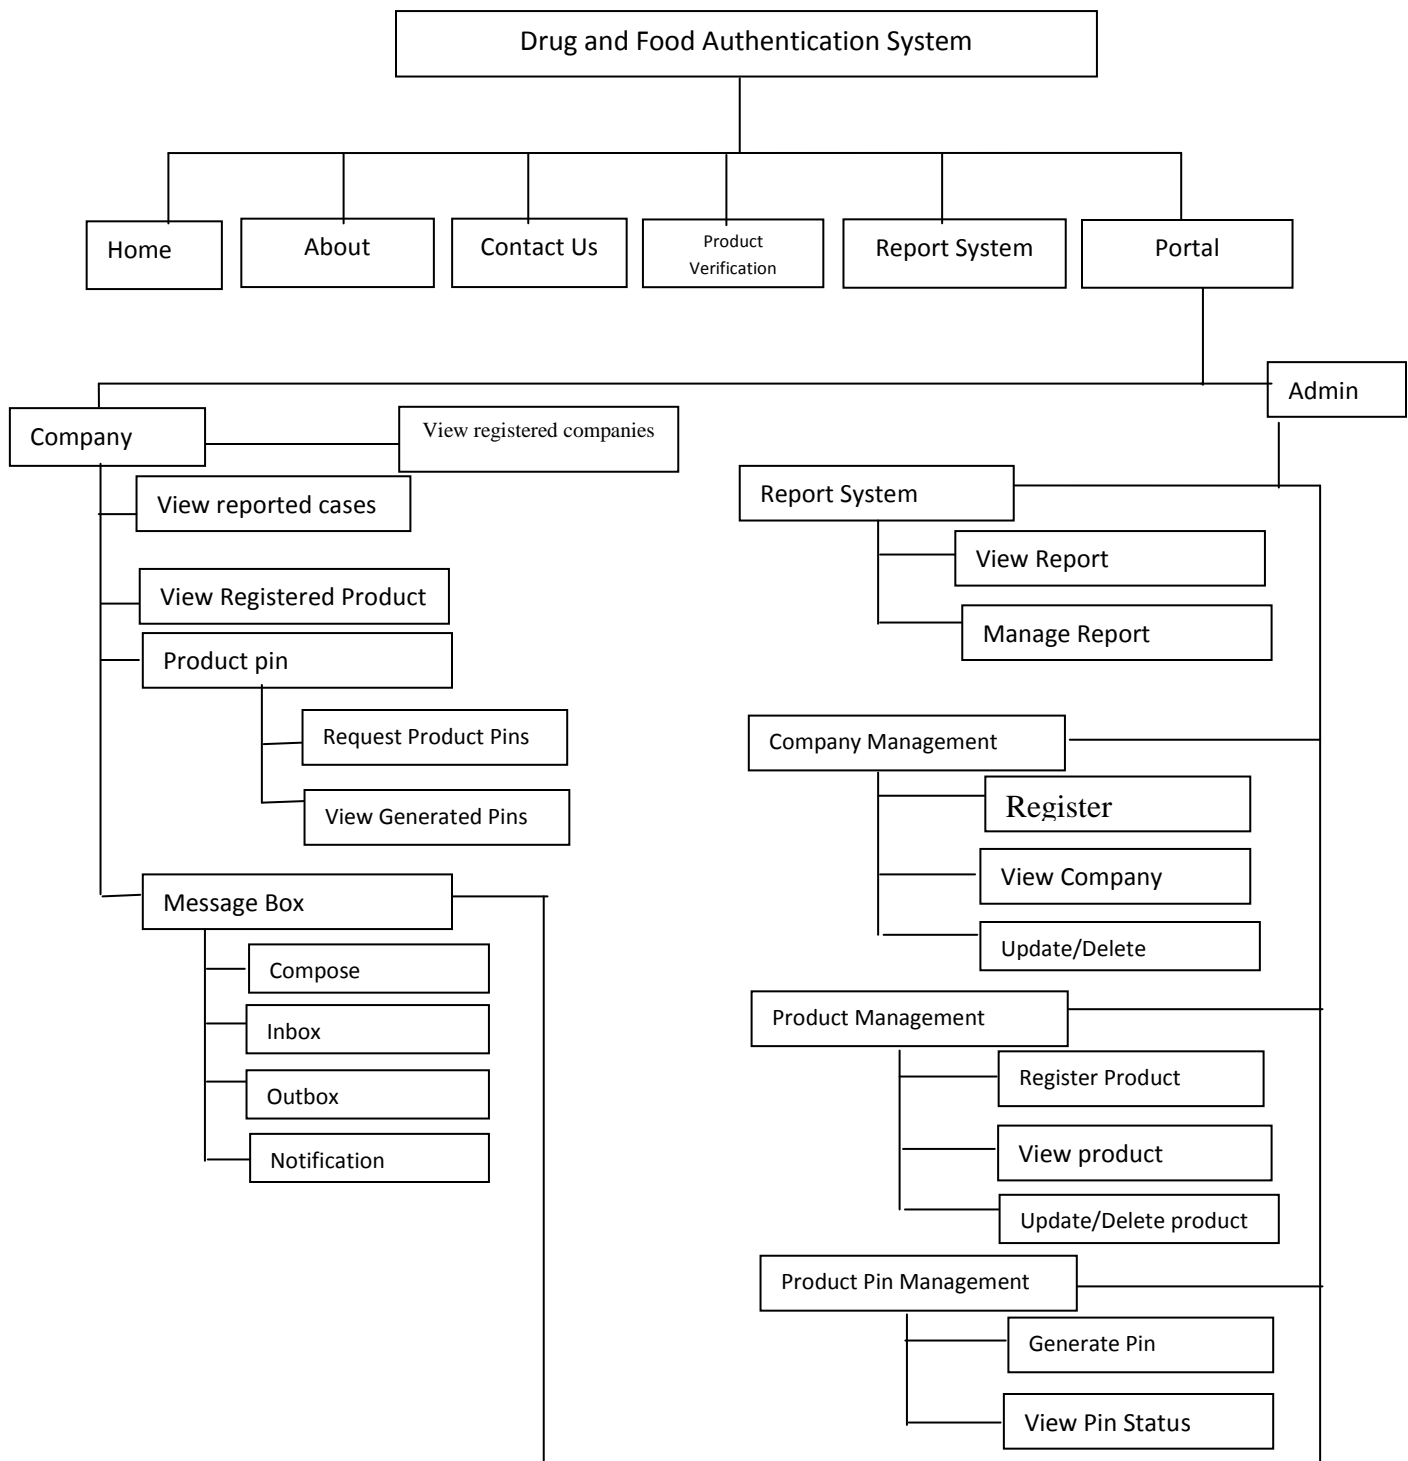 Drug and Food Authentication System
Home
About
Contact Us
Product
Verification
Report System
Portal
Admin
Company
View registered companies
View reported cases
View Registered Product
Product pin
Request Product Pins
View Generated Pins
Message Box
Compose
Inbox
Outbox
Notification
Report System
View Report
Manage Report
Company Management
Register
View Company
Update/Delete
Product Management
Register Product
View product
Update/Delete product
Product Pin Management
Generate Pin
View Pin Status